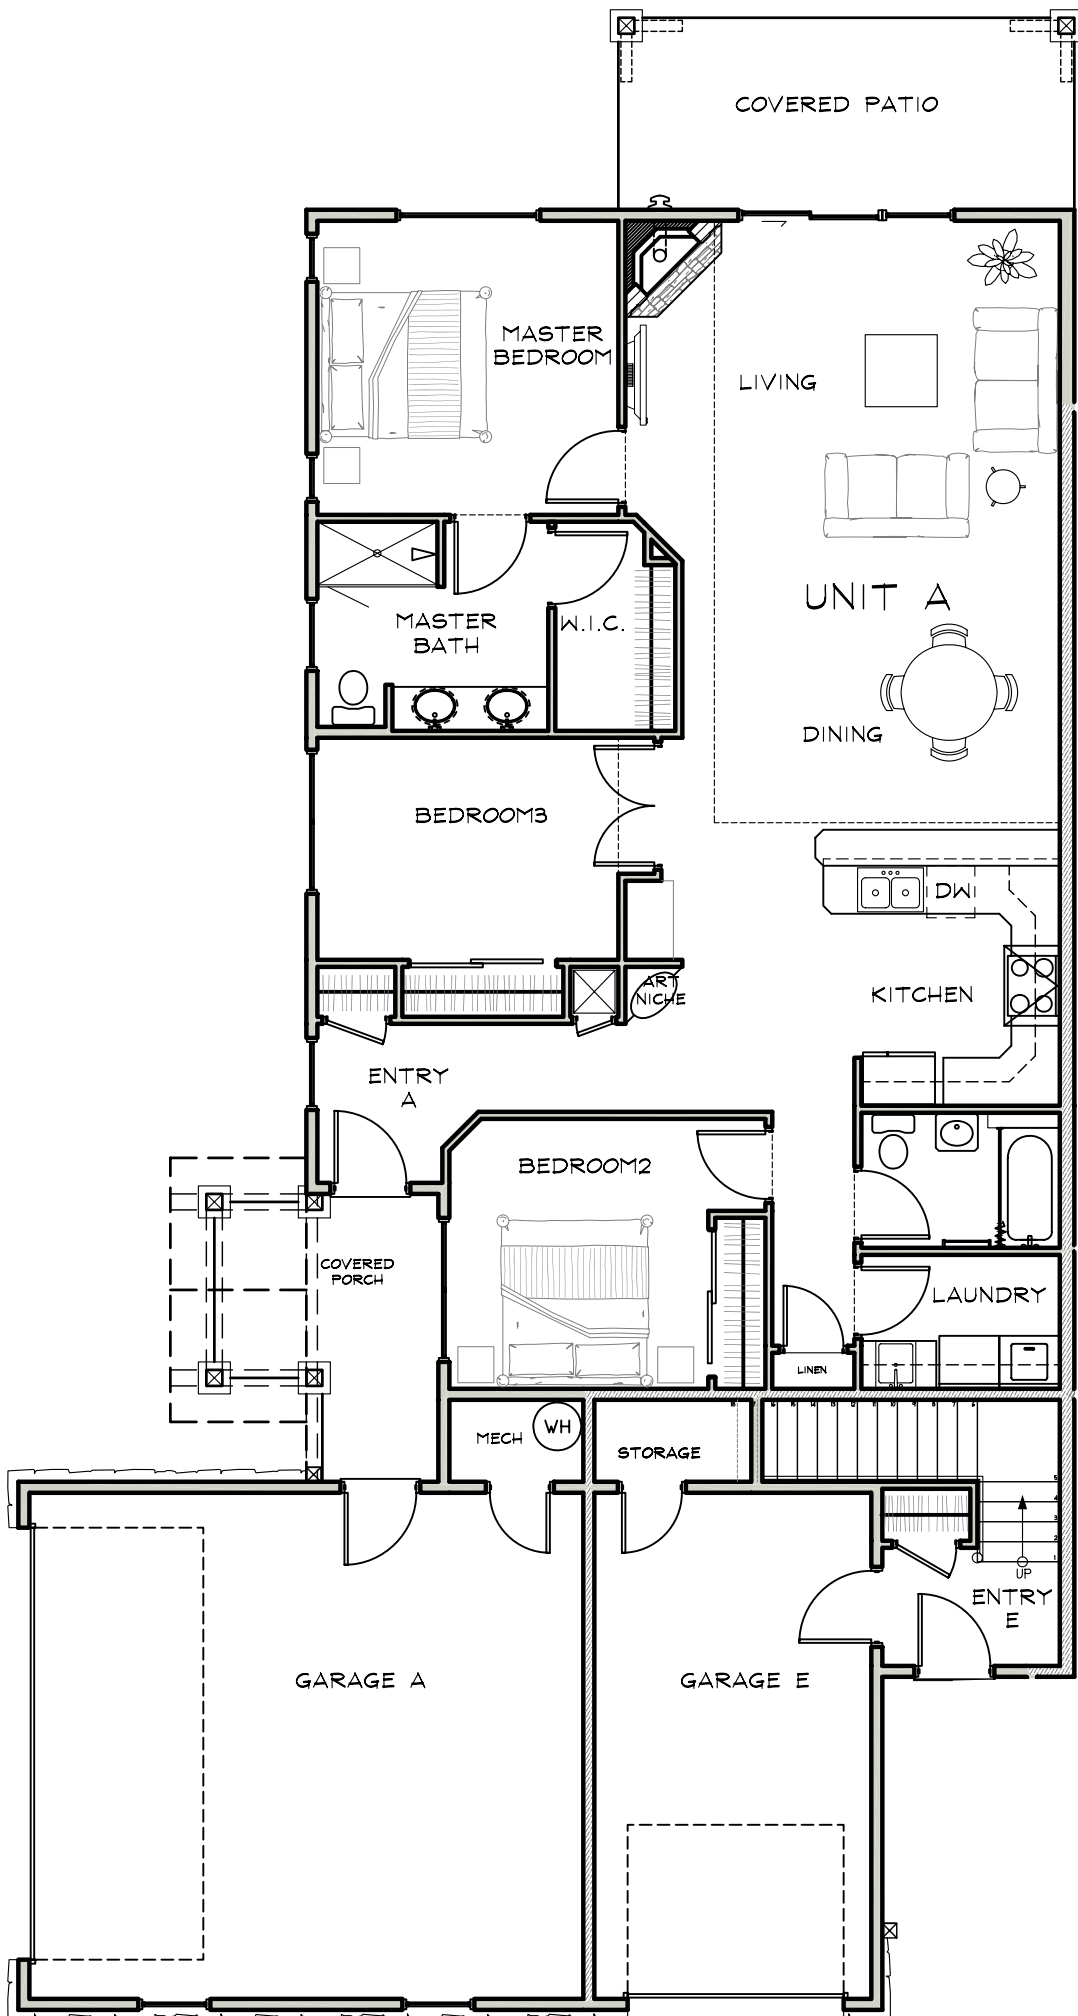 COVERED PATIO
MASTER
BEDROOM
LIVING
UNIT A
MASTER
BATH
W.I.C.
DINING
BEDROOM3
DW
ART
NICHE
KITCHEN
ENTRY
A
BEDROOM2
COVERED
PORCH
LAUNDRY
LINEN
WH
MECH
STORAGE
UP
ENTRY
E
GARAGE A
GARAGE E